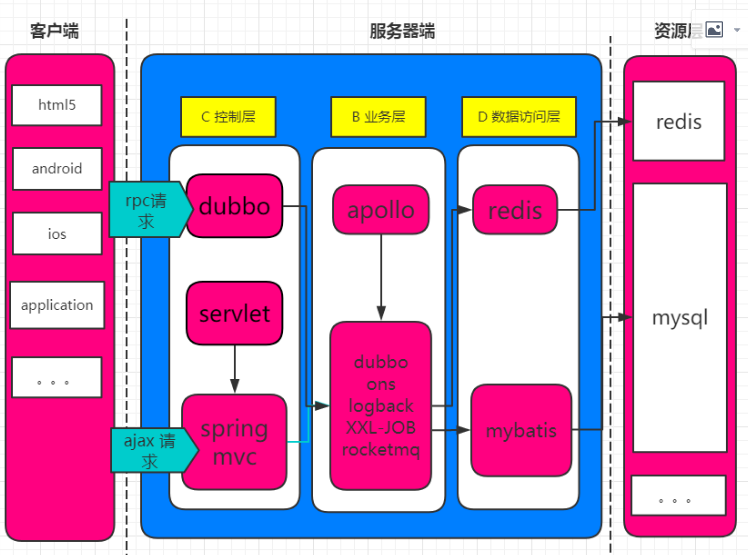 客户端
服务器端
资源层
html5
android
ios
application
。。。
rpc请
求
ajax 请
求
C 控制层
dubbo
servlet
spring
mvc
B 业务层
apollo
dubbo
ons
logback
XXL-JOB
rocketmq
D 数据访问层
redis
mybatis
redis
mysql
。。。